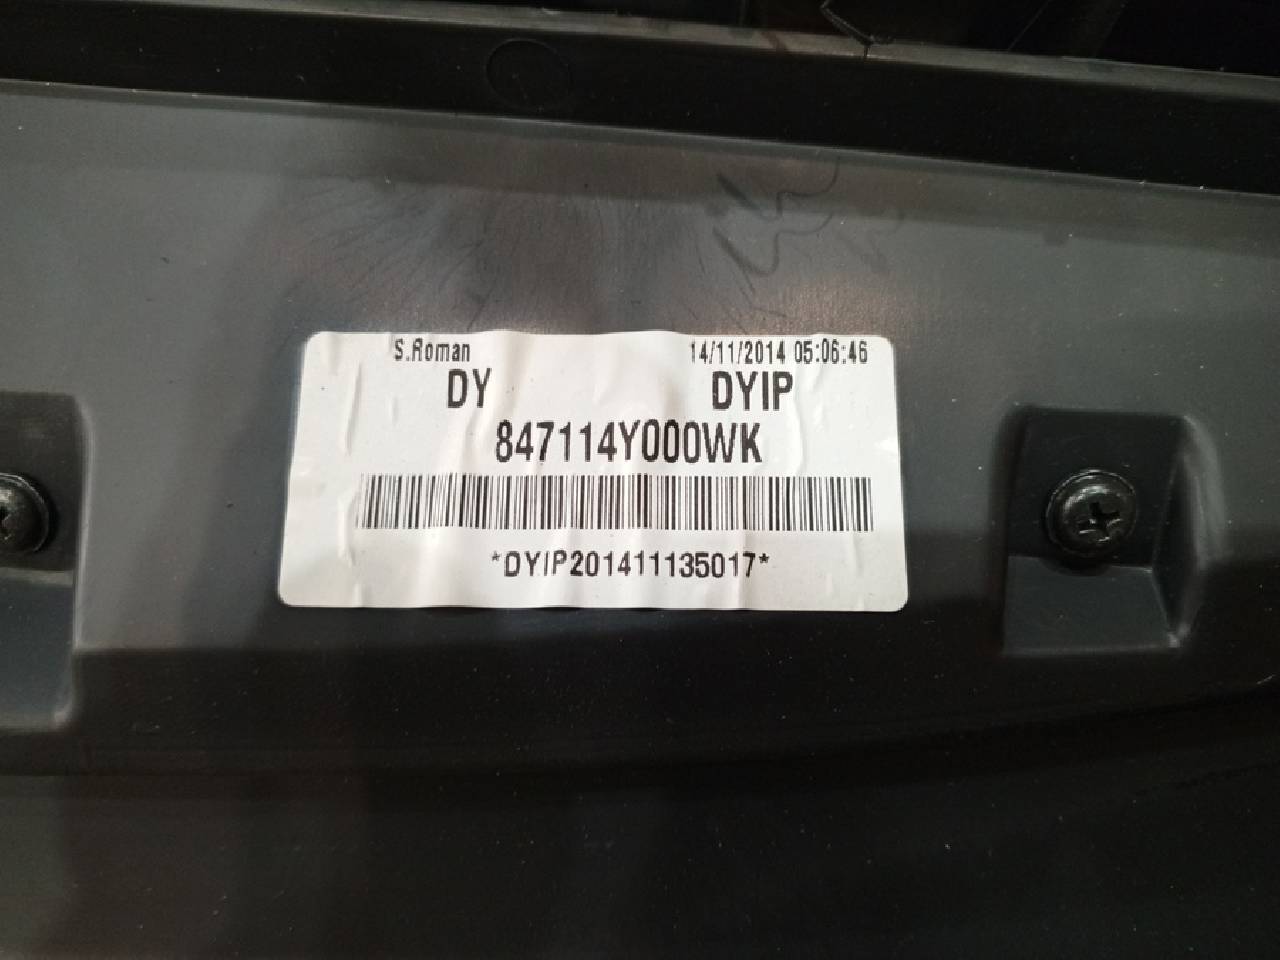 S.Roman 14/11/2014 05:06:46
DY DYIP
847114Y000WK
*DYIP201411135017*